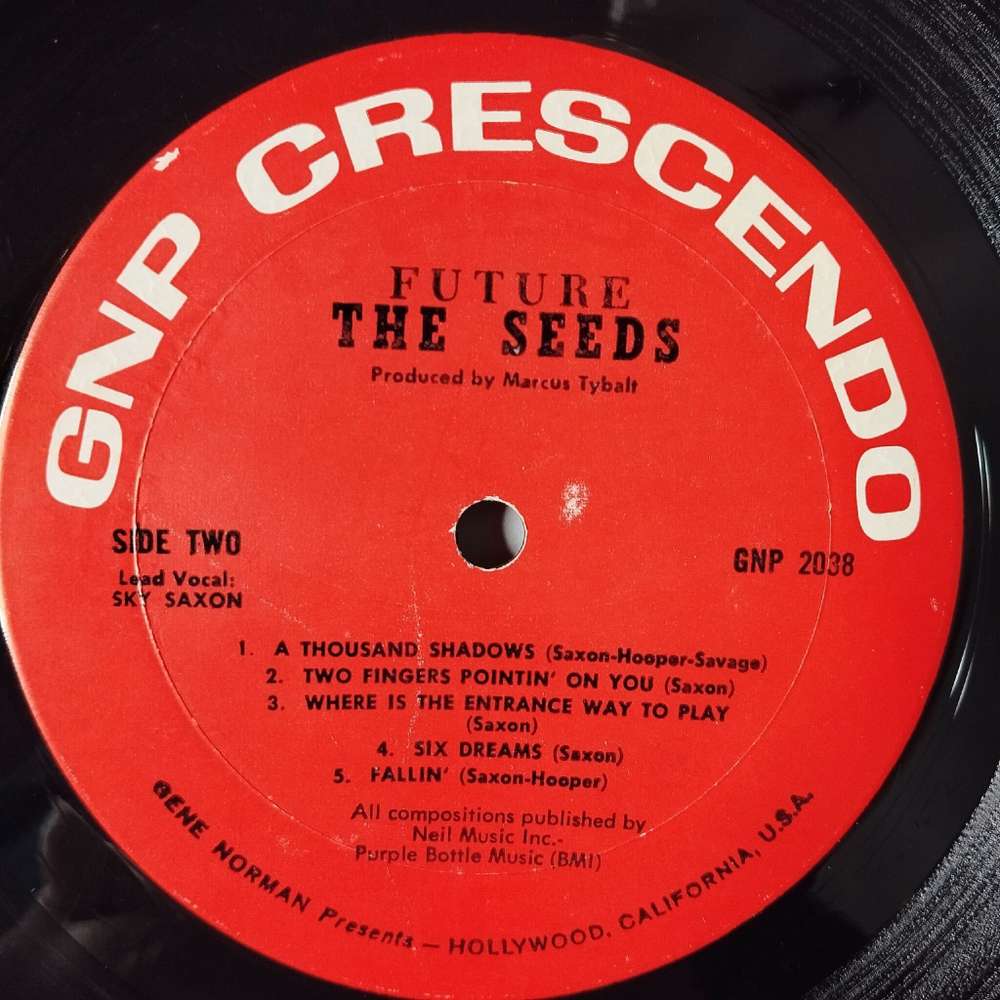 GNP CRESCENDO
FUTURE
THE SEEDS
Produced by Marcus Tybalt
SIDE TWO
Lead Vocal:
SKY SAXON
GNP 2038
1. A THOUSAND SHADOWS (Saxon-Hooper-Savage)
2. TWO FINGERS POINTIN' ON YOU (Saxon)
3. WHERE IS THE ENTRANCE WAY TO PLAY
(Saxon)
4. SIX DREAMS (Saxon)
5. FALLIN' (Saxon-Hooper)
All compositions published by
Neil Music Inc.-
Purple Bottle Music (BMI)
GENE NORMAN Presents — HOLLYWOOD, CALIFORNIA, U.S.A.